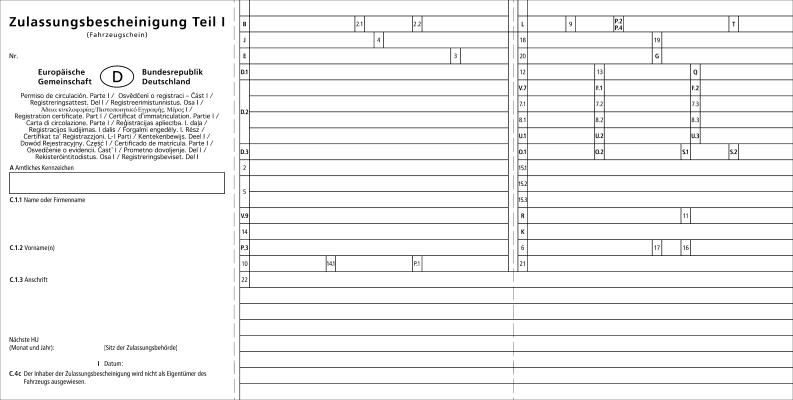 Zulassungsbescheinigung Teil I
(Fahrzeugschein)
Nr.
Europäische Gemeinschaft
D
Bundesrepublik Deutschland
Permiso de circulación. Parte I / Osvědčení o registraci – Část I /
Registreringsattest. Del I / Registreerimistunnistus. Osa I /
Άδεια κυκλοφορίας/Πιστοποιητικό Εγγραφής. Μέρος I /
Registration certificate. Part I / Certificat d'immatriculation. Partie I /
Carta di circolazione. Parte I / Reģistrācijas apliecība. I. daļa /
Registracijos liudijimas. I dalis / Forgalmi engedély. I. Rész /
Ċertifikat ta' Reġistrazzjoni. L-I Parti / Kentekenbewijs. Deel I /
Dowód Rejestracyjny. Część I / Certificado de matrícula. Parte I /
Osvedčenie o evidencii. Časť I / Prometno dovoljenje. Del I /
Rekisteröintitodistus. Osa I / Registreringsbeviset. Del I
A Amtliches Kennzeichen
C.1.1 Name oder Firmenname
C.1.2 Vorname(n)
C.1.3 Anschrift
Nächste HU
(Monat und Jahr):
[Sitz der Zulassungsbehörde]
I Datum:
C.4c Der Inhaber der Zulassungsbescheinigung wird nicht als Eigentümer des
Fahrzeugs ausgewiesen.
B 2.1 2.2
J 4
E 3
D.1
D.2
D.3
2
5
V.9
14
P.3
10 14.1 P.1
22
L 9 P.2 P.4 T
18 19
20 G
12 13 Q
V.7 F.1 F.2
7.1 7.2 7.3
8.1 8.2 8.3
U.1 U.2 U.3
O.1 O.2 S.1 S.2
15.1
15.2
15.3
R 11
K
6 17 16
21